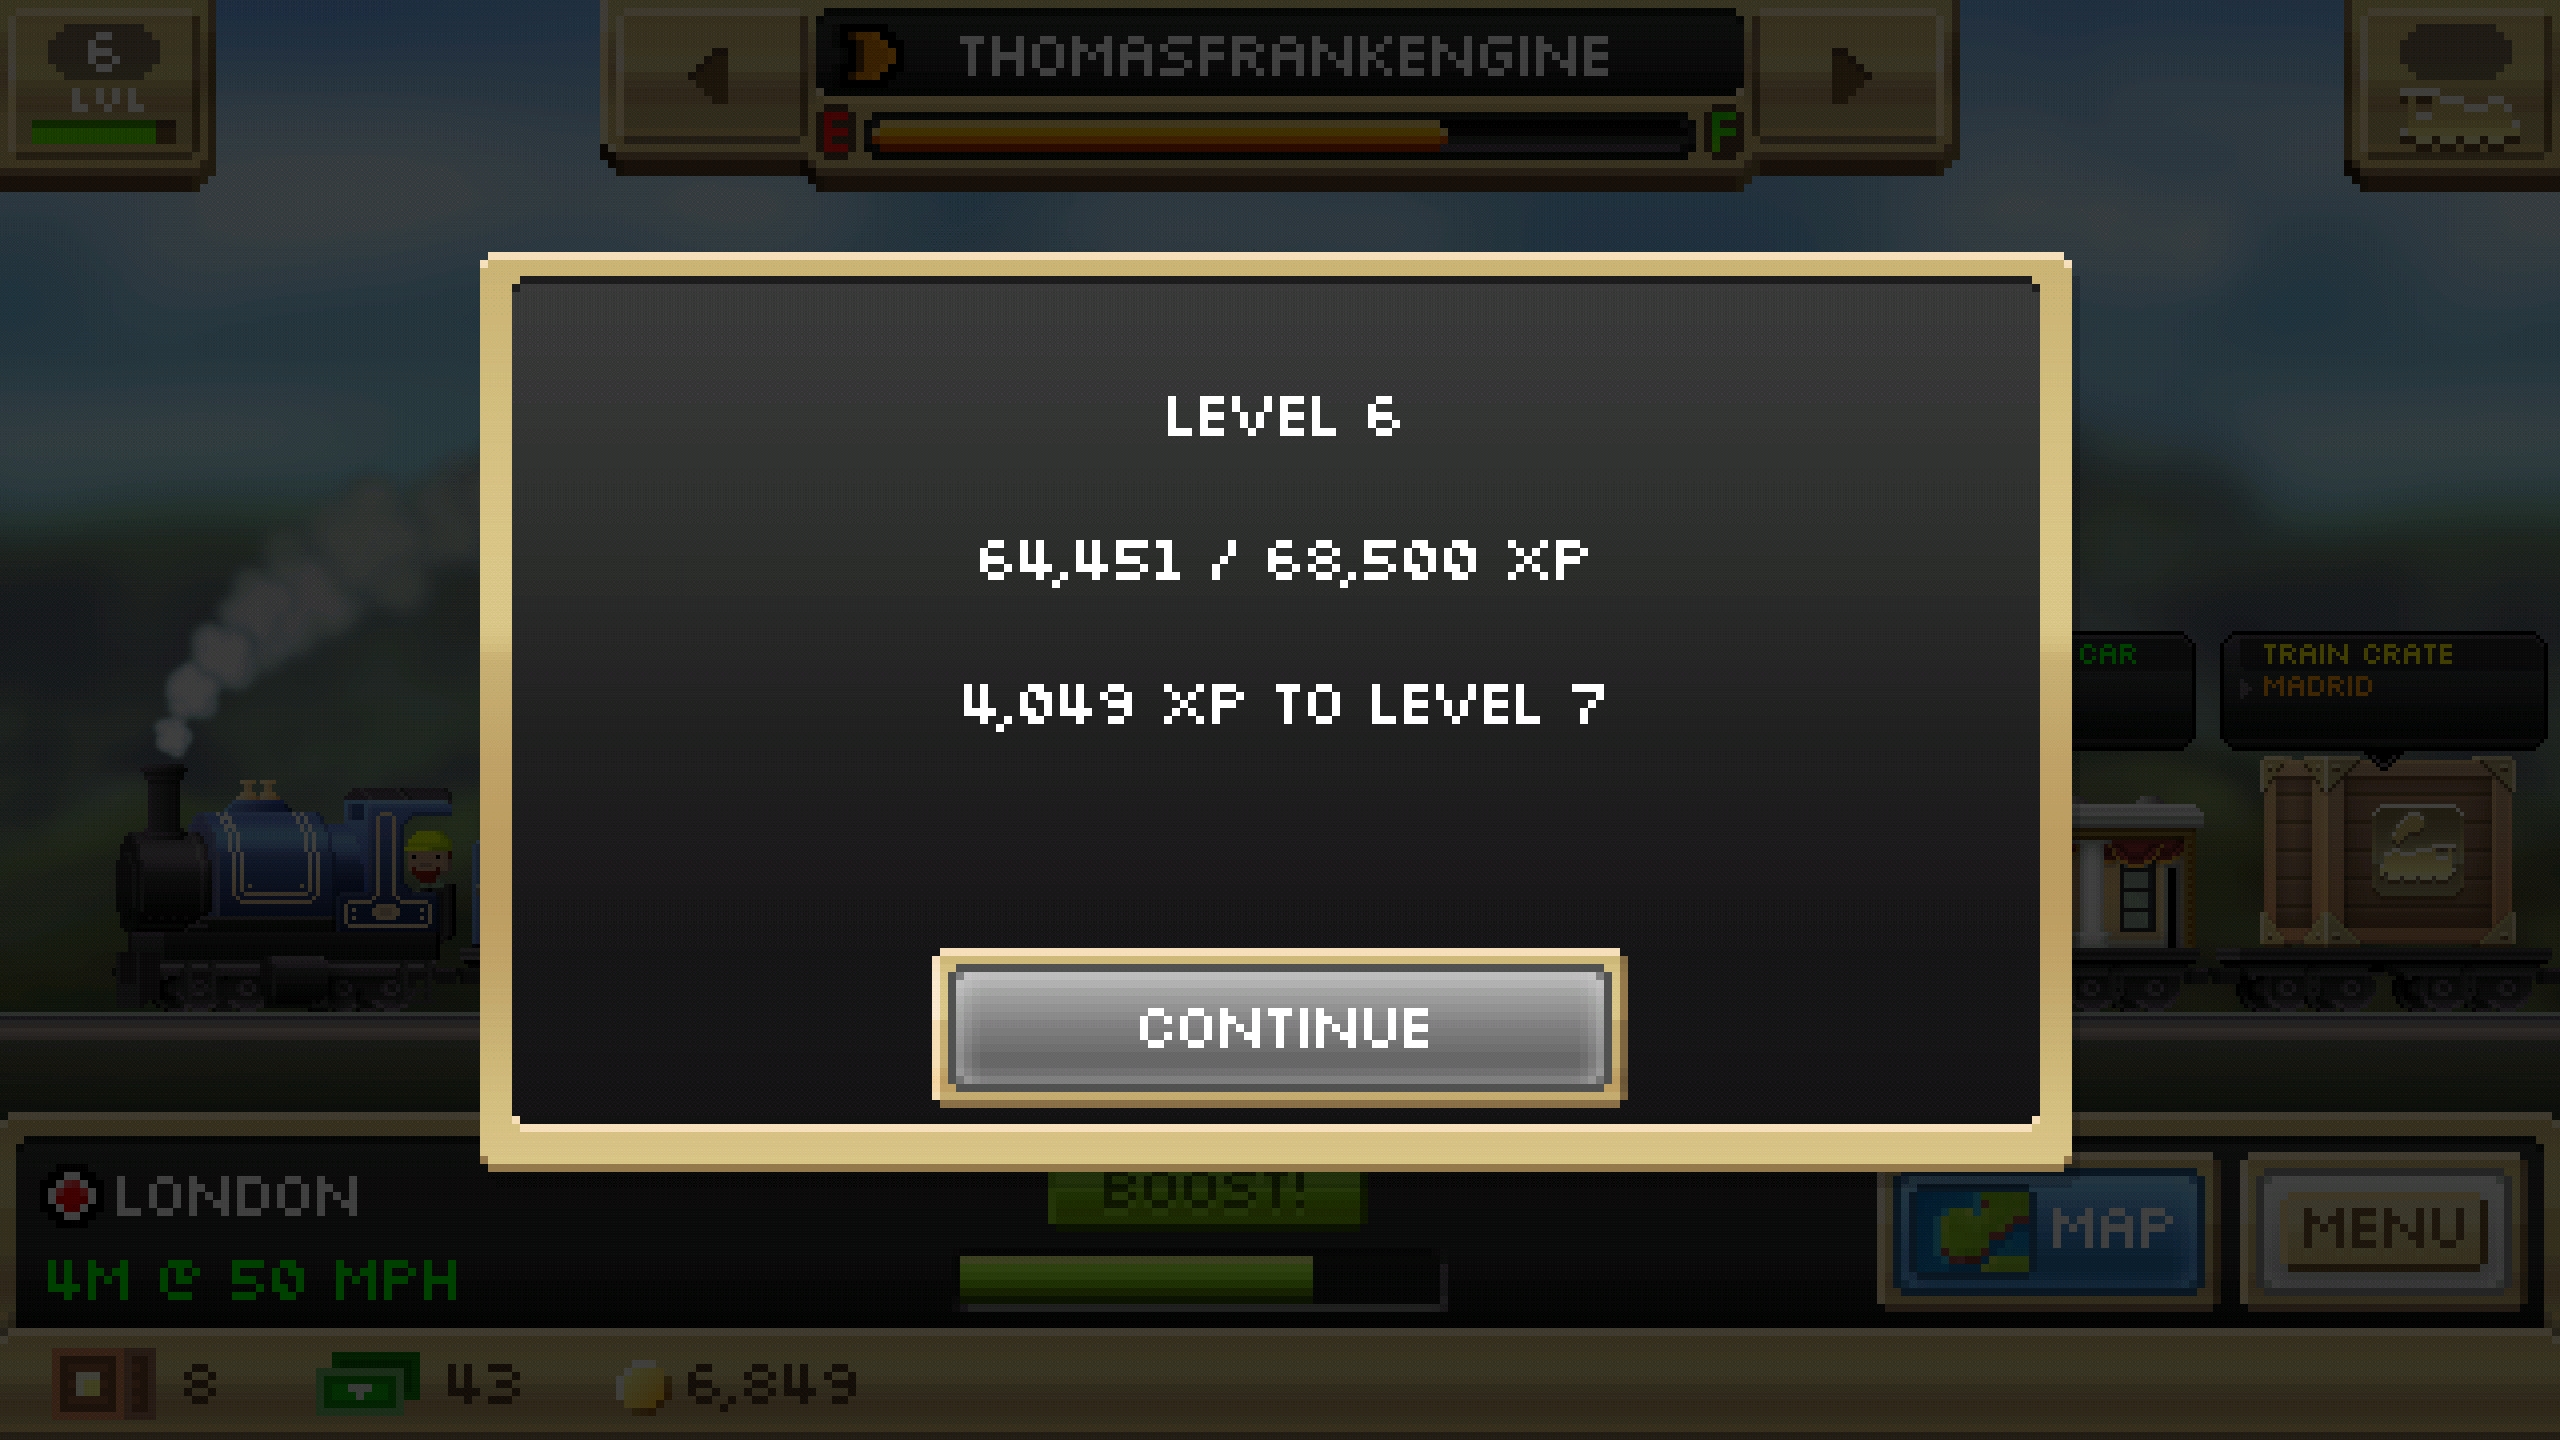 6
LVL
THOMASFRANKENGINE
E
F
LEVEL 6
64,451 / 68,500 XP
4,049 XP TO LEVEL 7
CONTINUE
CAR
TRAIN CRATE
MADRID
LONDON
4M @ 50 MPH
BOOST!
MAP
MENU
8
43
6,849